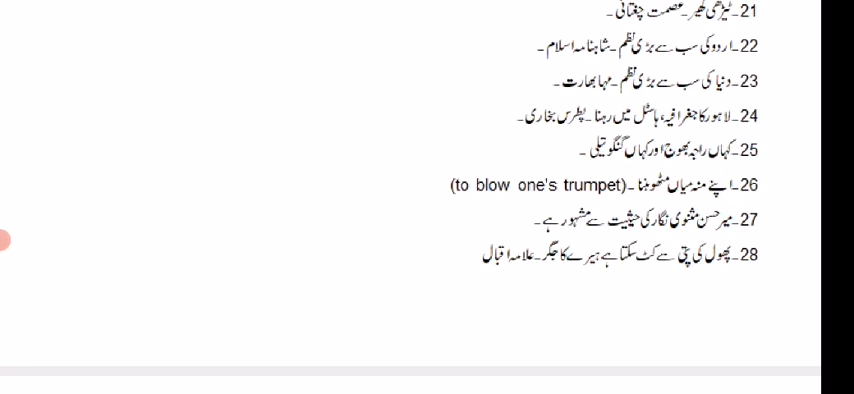 21۔ٹیڑھی کھیر۔عصمت چغتائی ۔
22۔اردو کی سب سے بڑی نظم ۔شاہنامہ اسلام ۔
23۔دنیا کی سب سے بڑی نظم ۔مہا بھارت ۔
24۔لاہور کا جغرافیہ، ہاسٹل میں رہنا ۔پطرس بخاری۔
25۔کہاں راجہ بھوج اور کہاں گنگو تیلی ۔
26۔اپنے منہ میاں مٹھو بننا ۔(to blow one's trumpet)
27۔میر حسن مثنوی نگار کی حیثیت سے مشہور ہے ۔
28۔پھول کی پتی سے کٹ سکتا ہے ہیرے کا جگر۔علامہ اقبال